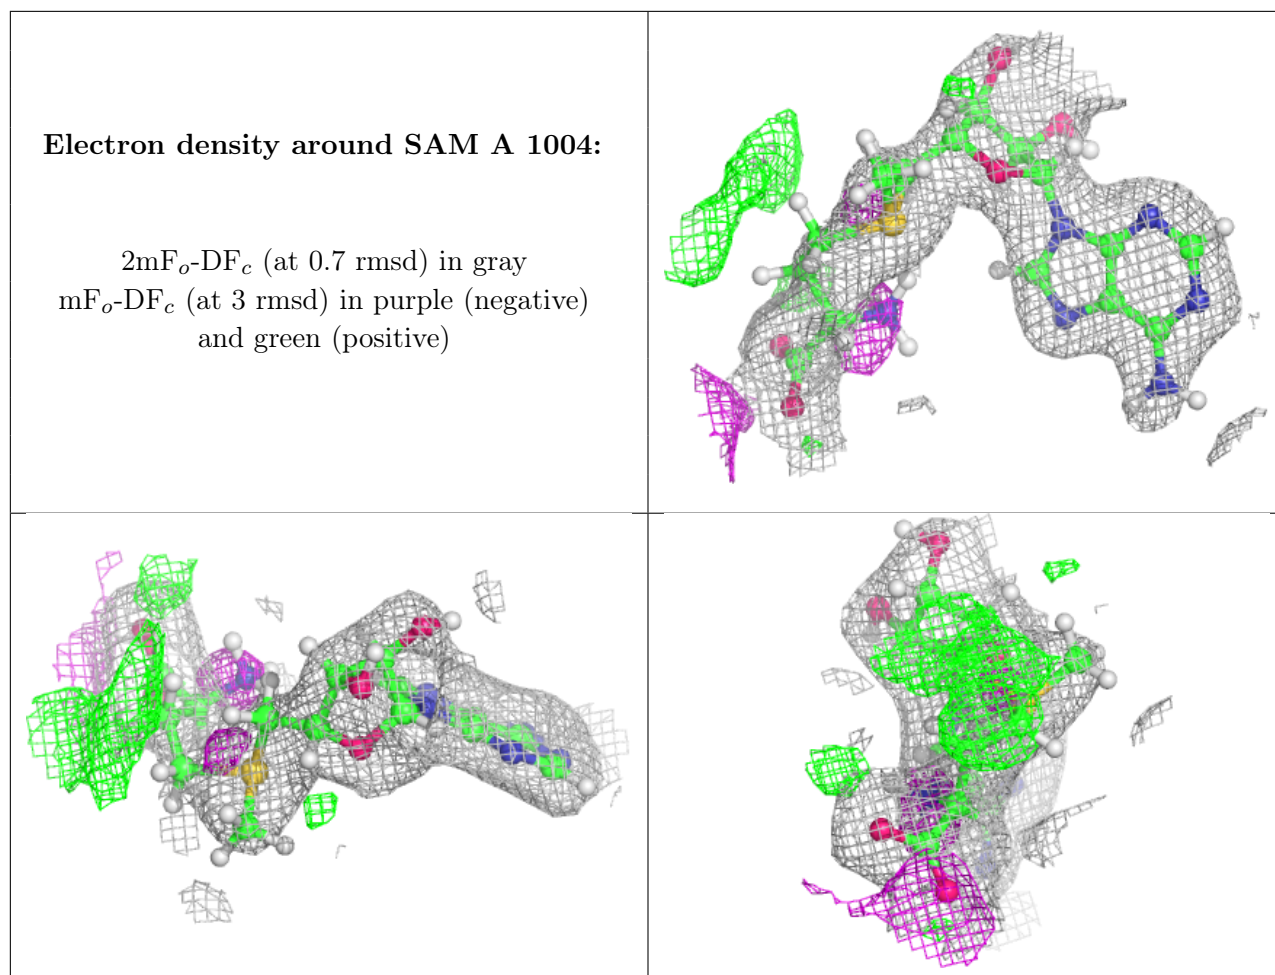 Electron density around SAM A 1004:
2mFo-DFc (at 0.7 rmsd) in gray
mFo-DFc (at 3 rmsd) in purple (negative)
and green (positive)